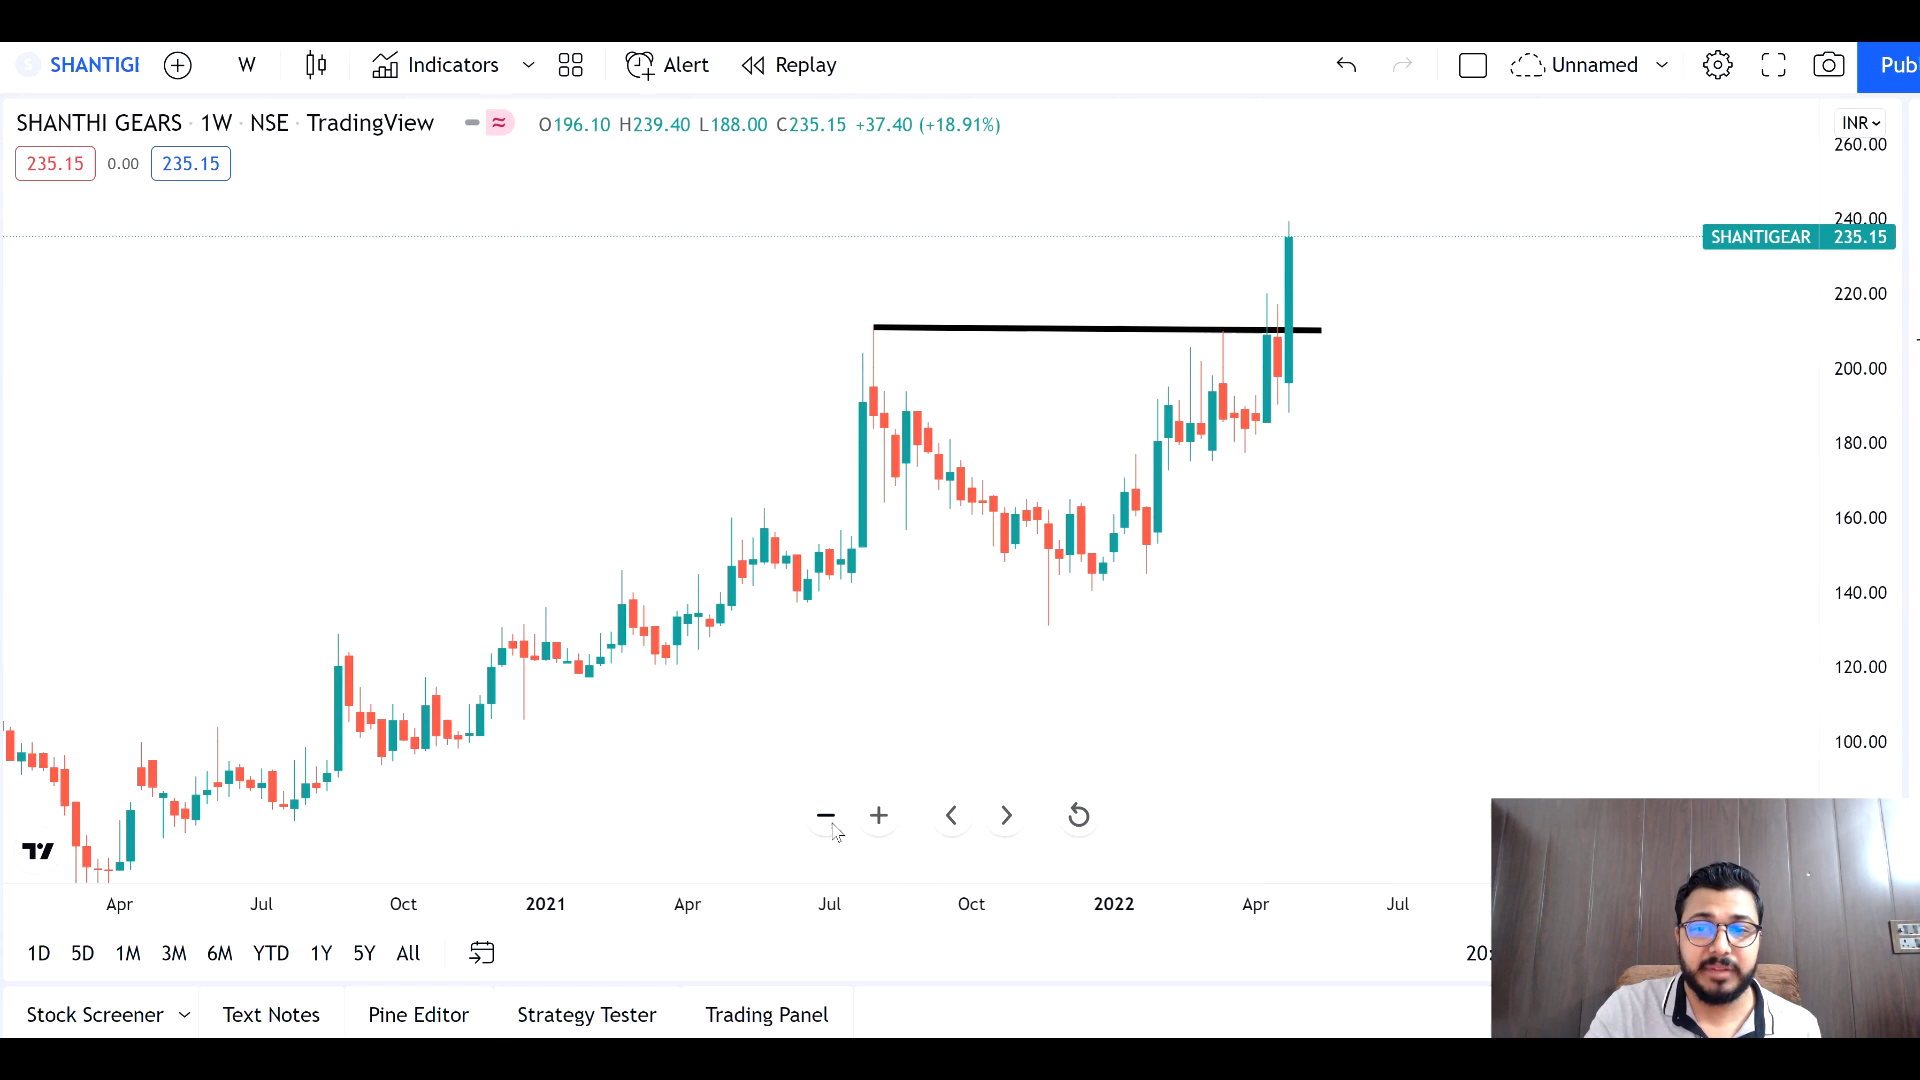 S SHANTIGI W Indicators Alert Replay Unnamed Publ
SHANTHI GEARS · 1W · NSE · TradingView O196.10 H239.40 L188.00 C235.15 +37.40 (+18.91%) INR
235.15 0.00 235.15
260.00
240.00
SHANTIGEAR 235.15
220.00
200.00
180.00
160.00
140.00
120.00
100.00
Apr Jul Oct 2021 Apr Jul Oct 2022 Apr Jul
1D 5D 1M 3M 6M YTD 1Y 5Y All 20:
Stock Screener Text Notes Pine Editor Strategy Tester Trading Panel